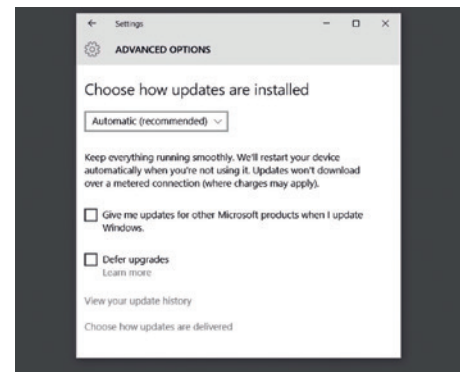 Settings
ADVANCED OPTIONS
Choose how updates are installed
Automatic (recommended)
Keep everything running smoothly. We'll restart your device
automatically when you're not using it. Updates won't download
over a metered connection (where charges may apply).
Give me updates for other Microsoft products when I update
Windows.
Defer upgrades
Learn more
View your update history
Choose how updates are delivered